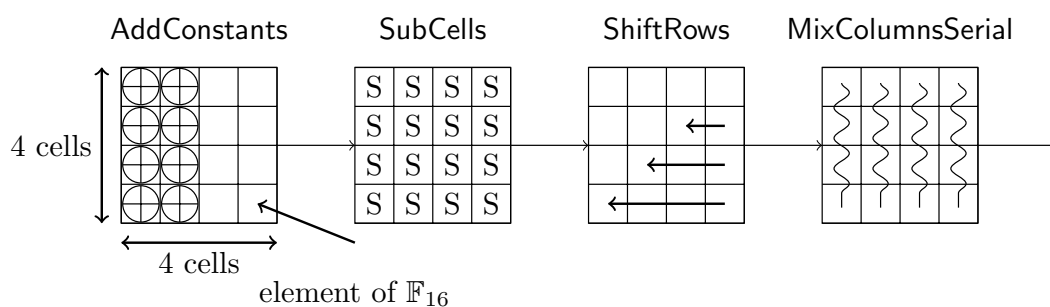 AddConstants SubCells ShiftRows MixColumnsSerial
S S S S
4 cells S S S S
S S S S
S S S S
4 cells
element of 𝔽₁₆